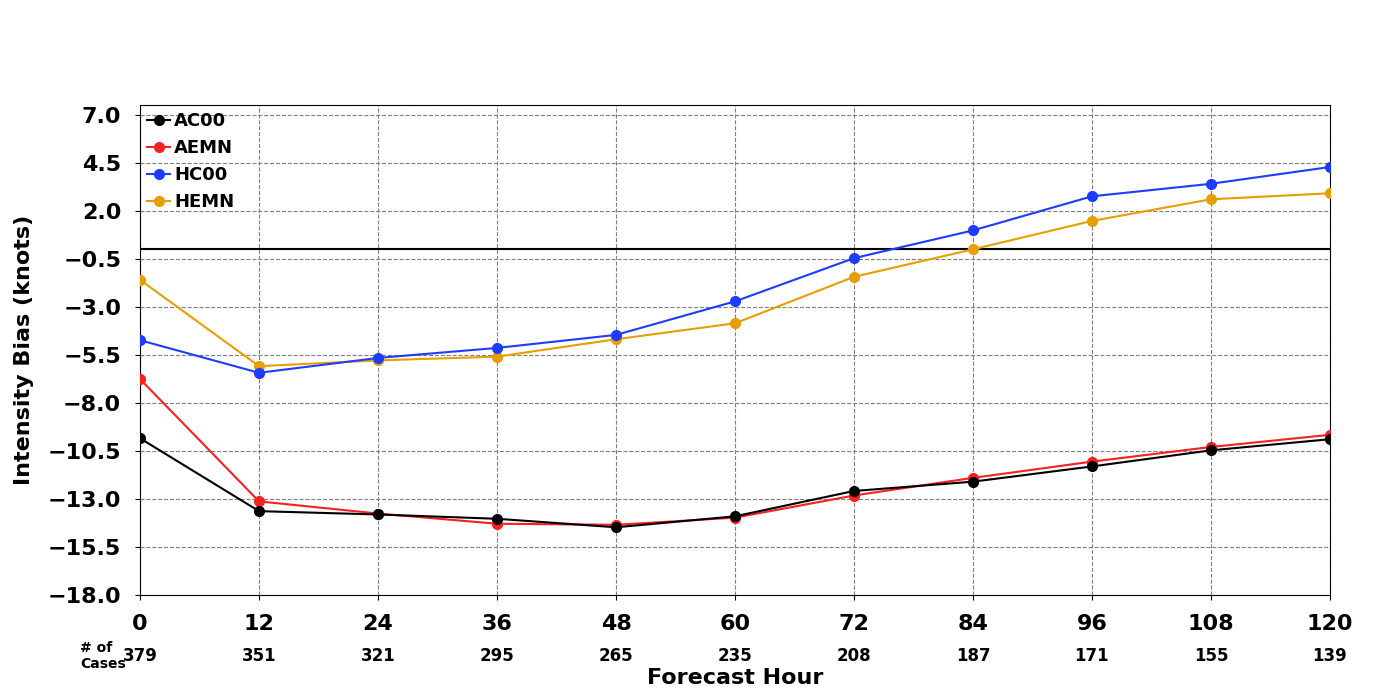 7.0
4.5
2.0
−0.5
−3.0
−5.5
−8.0
−10.5
−13.0
−15.5
−18.0
Intensity Bias (knots)
AC00
AEMN
HC00
HEMN
0 12 24 36 48 60 72 84 96 108 120
# of
Cases
379 351 321 295 265 235 208 187 171 155 139
Forecast Hour